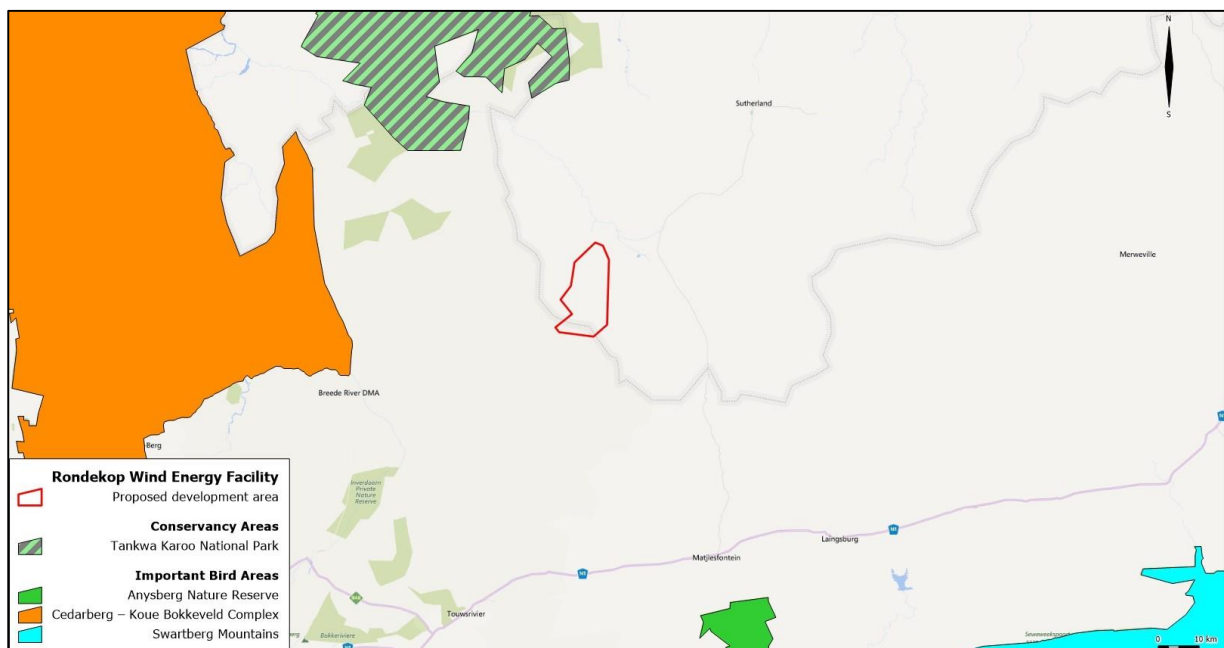 N
S
Sutherland
Merweville
Breede River DMA
Berg
Inverdoorn
Private
Nature
Reserve
N1
N1
N1
Laingsburg
Matjiesfontein
Touwsrivier
Bokkeriviere
Rondekop Wind Energy Facility
Proposed development area
Conservancy Areas
Tankwa Karoo National Park
Important Bird Areas
Anysberg Nature Reserve
Cedarberg – Koue Bokkeveld Complex
Swartberg Mountains
0 10 km